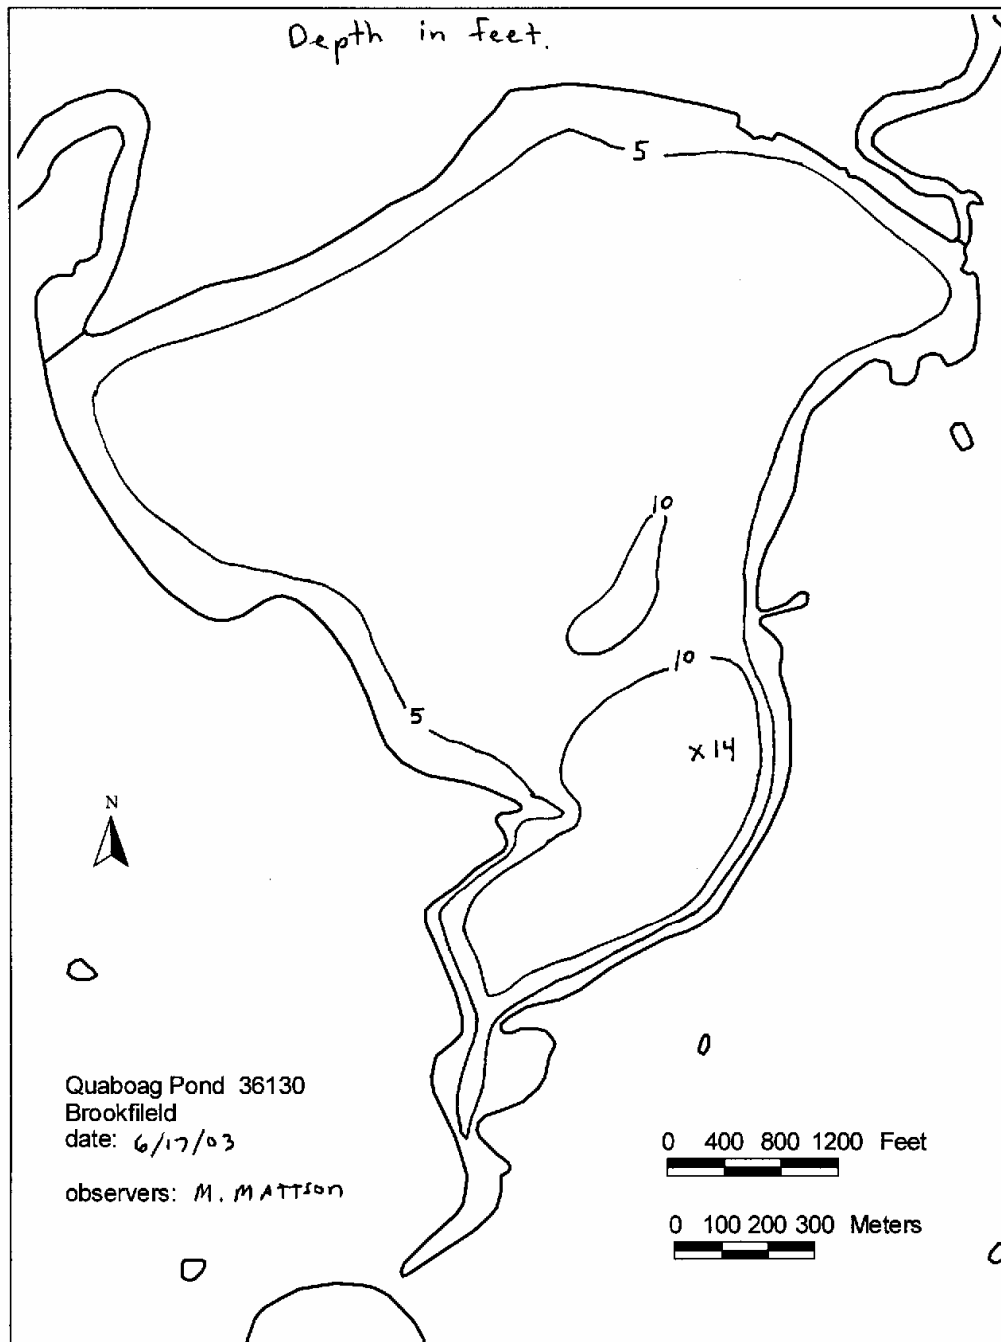 Depth in feet.
5
10
10
5
x 14
N
Quaboag Pond 36130
Brookfileld
date: 6/17/03
observers: M. MATTSON
0 400 800 1200 Feet
0 100 200 300 Meters